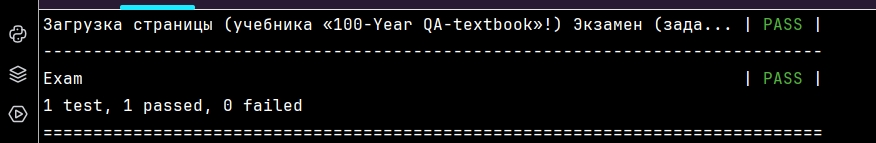 Загрузка страницы (учебника «100-Year QA-textbook»!) Экзамен (зада... | PASS |
------------------------------------------------------------------------------
Exam                                                                  | PASS |
1 test, 1 passed, 0 failed
==============================================================================